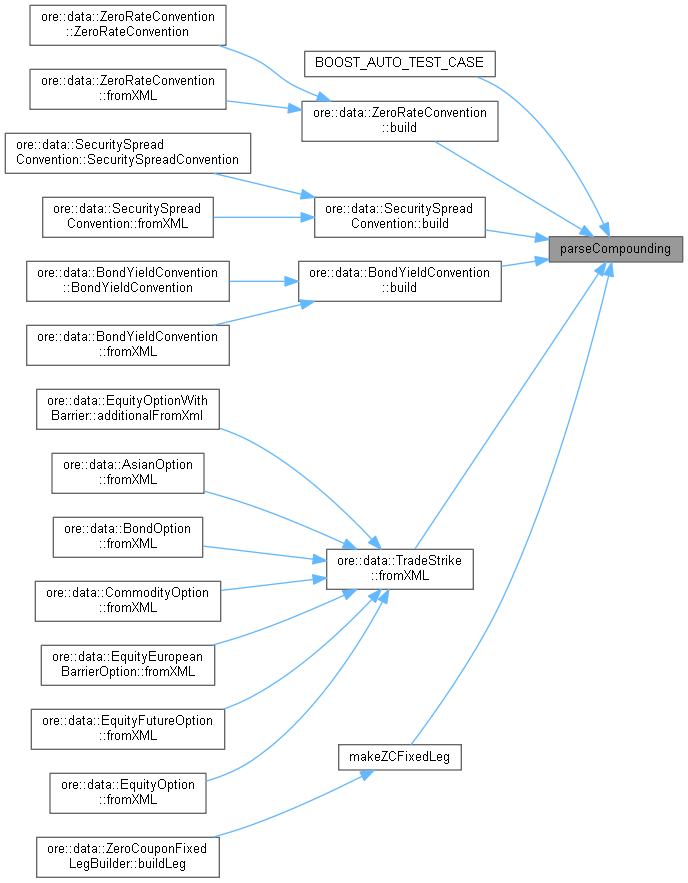 ore::data::ZeroRateConvention
::ZeroRateConvention
BOOST_AUTO_TEST_CASE
ore::data::ZeroRateConvention
::fromXML
ore::data::ZeroRateConvention
::build
ore::data::SecuritySpread
Convention::SecuritySpreadConvention
ore::data::SecuritySpread
Convention::fromXML
ore::data::SecuritySpread
Convention::build
parseCompounding
ore::data::BondYieldConvention
::BondYieldConvention
ore::data::BondYieldConvention
::build
ore::data::BondYieldConvention
::fromXML
ore::data::EquityOptionWith
Barrier::additionalFromXml
ore::data::AsianOption
::fromXML
ore::data::BondOption
::fromXML
ore::data::TradeStrike
::fromXML
ore::data::CommodityOption
::fromXML
ore::data::EquityEuropean
BarrierOption::fromXML
ore::data::EquityFutureOption
::fromXML
makeZCFixedLeg
ore::data::EquityOption
::fromXML
ore::data::ZeroCouponFixed
LegBuilder::buildLeg